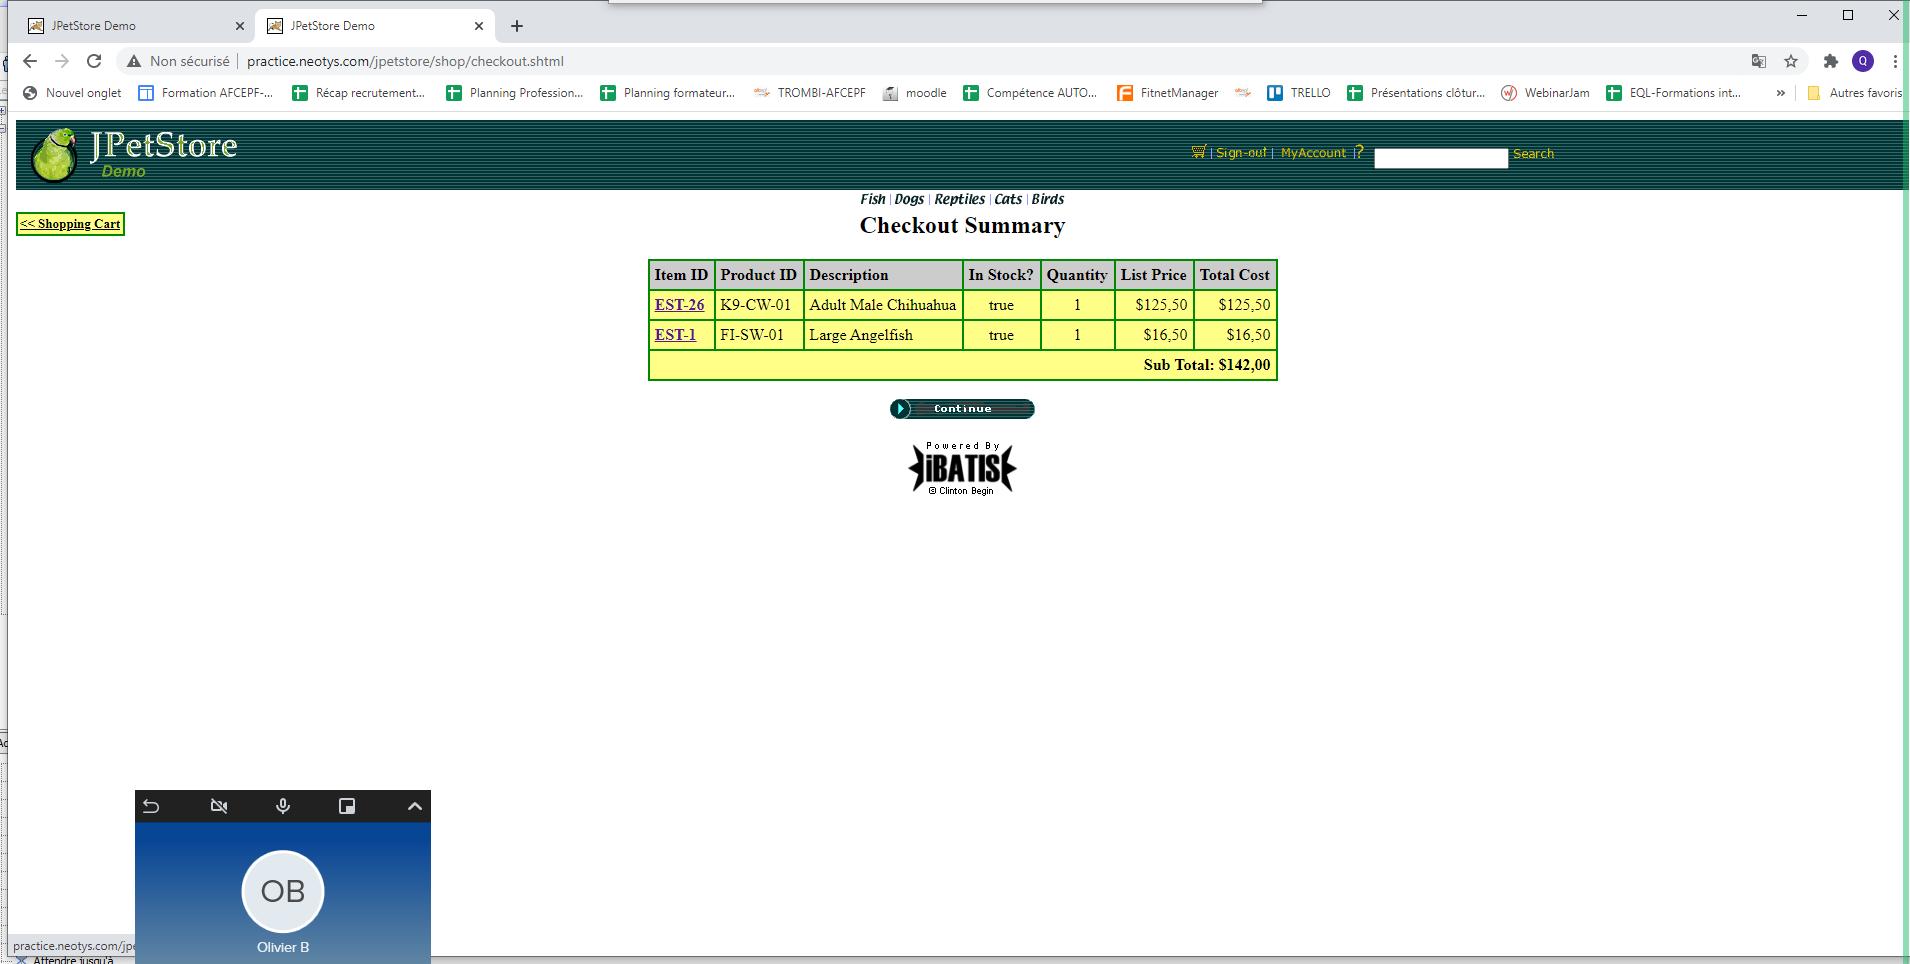 JPetStore Demo
JPetStore Demo
Non sécurisé
practice.neotys.com/jpetstore/shop/checkout.shtml
Q
Nouvel onglet
Formation AFCEPF-...
Récap recrutement...
Planning Profession...
Planning formateur...
TROMBI-AFCEPF
moodle
Compétence AUTO...
FitnetManager
TRELLO
Présentations clôtur...
WebinarJam
EQL-Formations int...
»
Autres favoris
JPetStore
Demo
| Sign-out | MyAccount | ? Search
Fish | Dogs | Reptiles | Cats | Birds
<< Shopping Cart
Checkout Summary
Item ID Product ID Description In Stock? Quantity List Price Total Cost
EST-26 K9-CW-01 Adult Male Chihuahua true 1 $125,50 $125,50
EST-1 FI-SW-01 Large Angelfish true 1 $16,50 $16,50
Sub Total: $142,00
Continue
Powered By
iBATIS
© Clinton Begin
OB
Olivier B
practice.neotys.com/jpe
Attendre jusqu'à